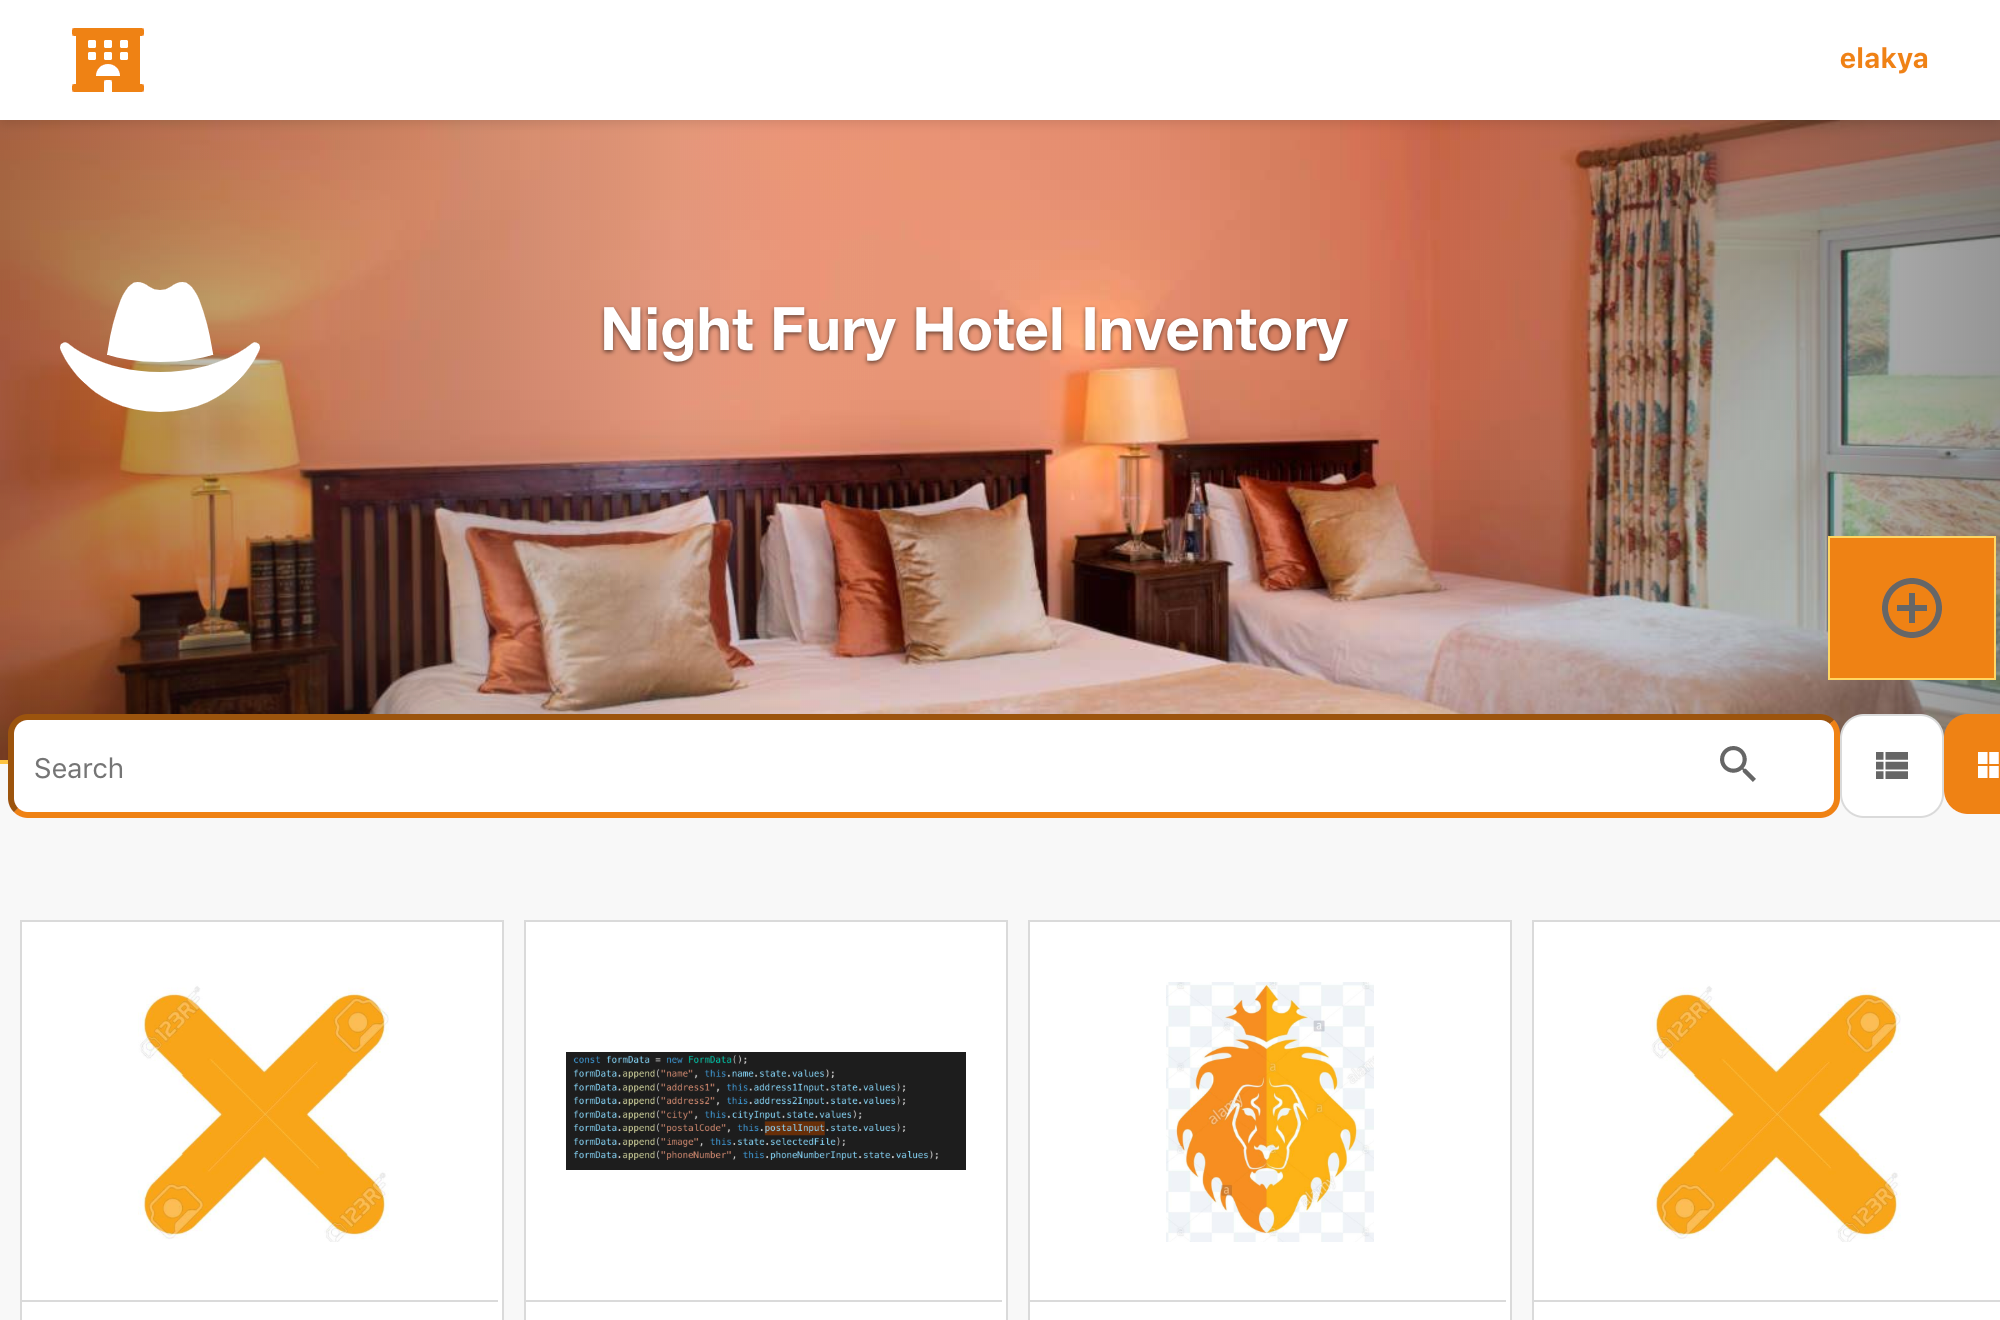 elakya
Night Fury Hotel Inventory
Search
const formData = new FormData();
formData.append("name", this.name.state.values);
formData.append("address1", this.address1Input.state.values);
formData.append("address2", this.address2Input.state.values);
formData.append("city", this.cityInput.state.values);
formData.append("postalCode", this.postalInput.state.values);
formData.append("image", this.state.selectedFile);
formData.append("phoneNumber", this.phoneNumberInput.state.values);
© 123RF
© 123RF
a
a
a
alamy
a
alamy
© 123RF
© 123RF